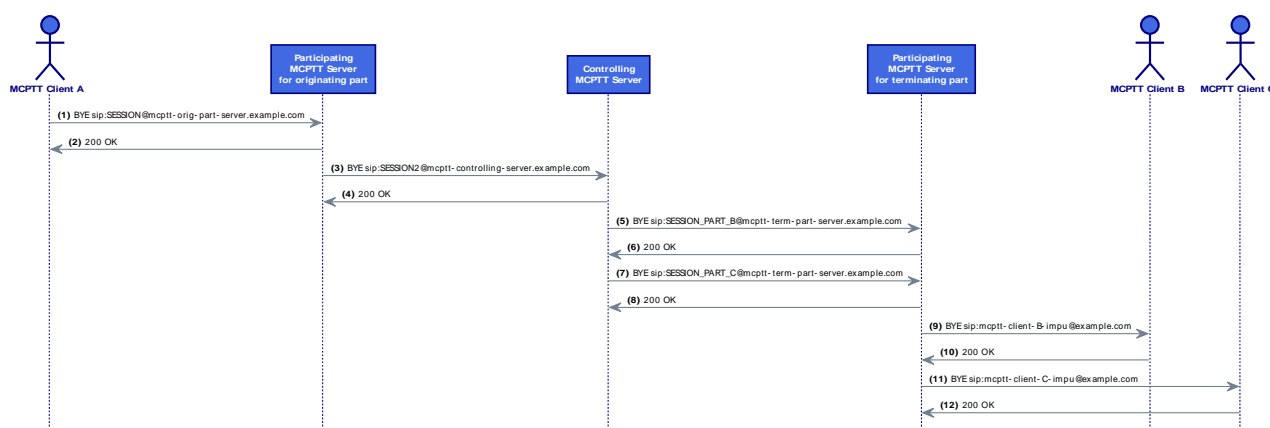 Participating
MCPTT Server
for originating part
Controlling
MCPTT Server
Participating
MCPTT Server
for terminating part
MCPTT Client A
MCPTT Client B
MCPTT Client
(1) BYE sip:SESSION@mcptt-orig-part-server.example.com
(2) 200 OK
(3) BYE sip:SESSION2@mcptt-controlling-server.example.com
(4) 200 OK
(5) BYE sip:SESSION_PART_B@mcptt-term-part-server.example.com
(6) 200 OK
(7) BYE sip:SESSION_PART_C@mcptt-term-part-server.example.com
(8) 200 OK
(9) BYE sip:mcptt-client-B-impu@example.com
(10) 200 OK
(11) BYE sip:mcptt-client-C-impu@example.com
(12) 200 OK